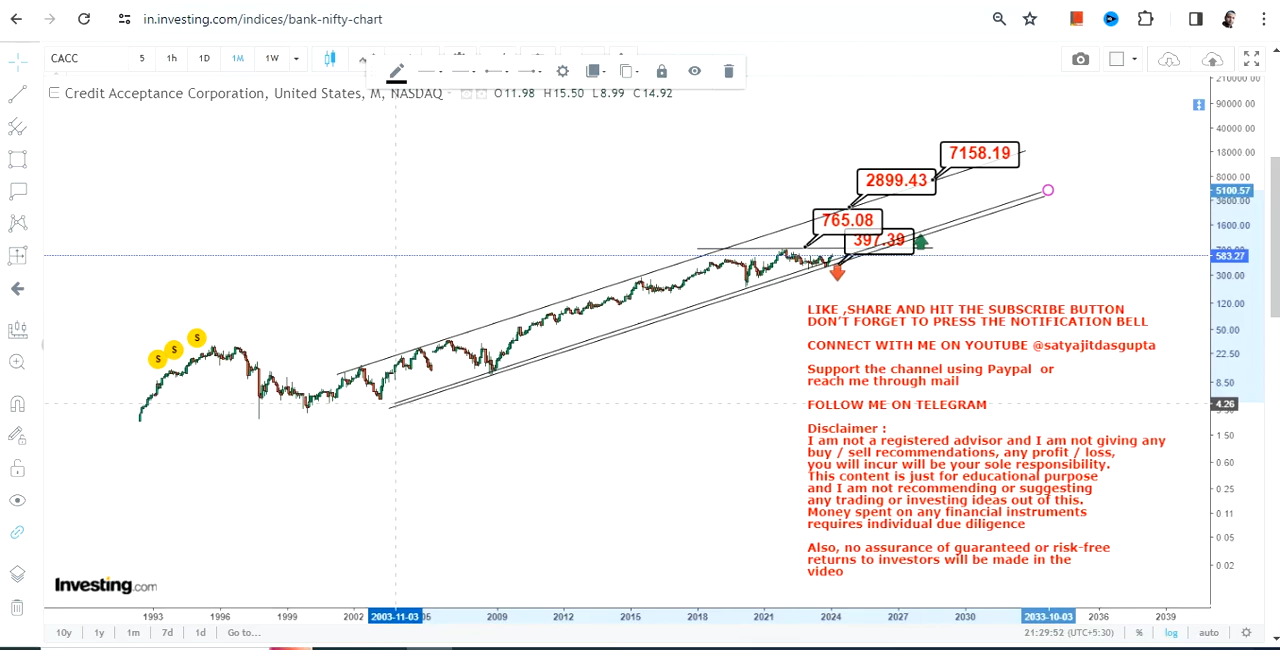 in.investing.com/indices/bank-nifty-chart
CACC 5 1h 1D 1M 1W
Credit Acceptance Corporation, United States, M, NASDAQ O11.98 H15.50 L8.99 C14.92
210000.00
90000.00
40000.00
18000.00
8000.00
5100.57
3600.00
1600.00
583.27
300.00
120.00
50.00
22.50
8.50
4.26
1.50
0.60
0.25
0.11
0.05
0.02
7158.19
2899.43
765.08
397.39
$ $ $
LIKE ,SHARE AND HIT THE SUBSCRIBE BUTTON
DON'T FORGET TO PRESS THE NOTIFICATION BELL
CONNECT WITH ME ON YOUTUBE @satyajitdasgupta
Support the channel using Paypal or
reach me through mail
FOLLOW ME ON TELEGRAM
Disclaimer :
I am not a registered advisor and I am not giving any
buy / sell recommendations, any profit / loss,
you will incur will be your sole responsibility.
This content is just for educational purpose
and I am not recommending or suggesting
any trading or investing ideas out of this.
Money spent on any financial instruments
requires individual due diligence
Also, no assurance of guaranteed or risk-free
returns to investors will be made in the
video
Investing.com
1993 1996 1999 2002 2003-11-03 05 2009 2012 2015 2018 2021 2024 2027 2030 2033-10-03 2036 2039
10y 1y 1m 7d 1d Go to... 21:29:52 (UTC+5:30) % log auto